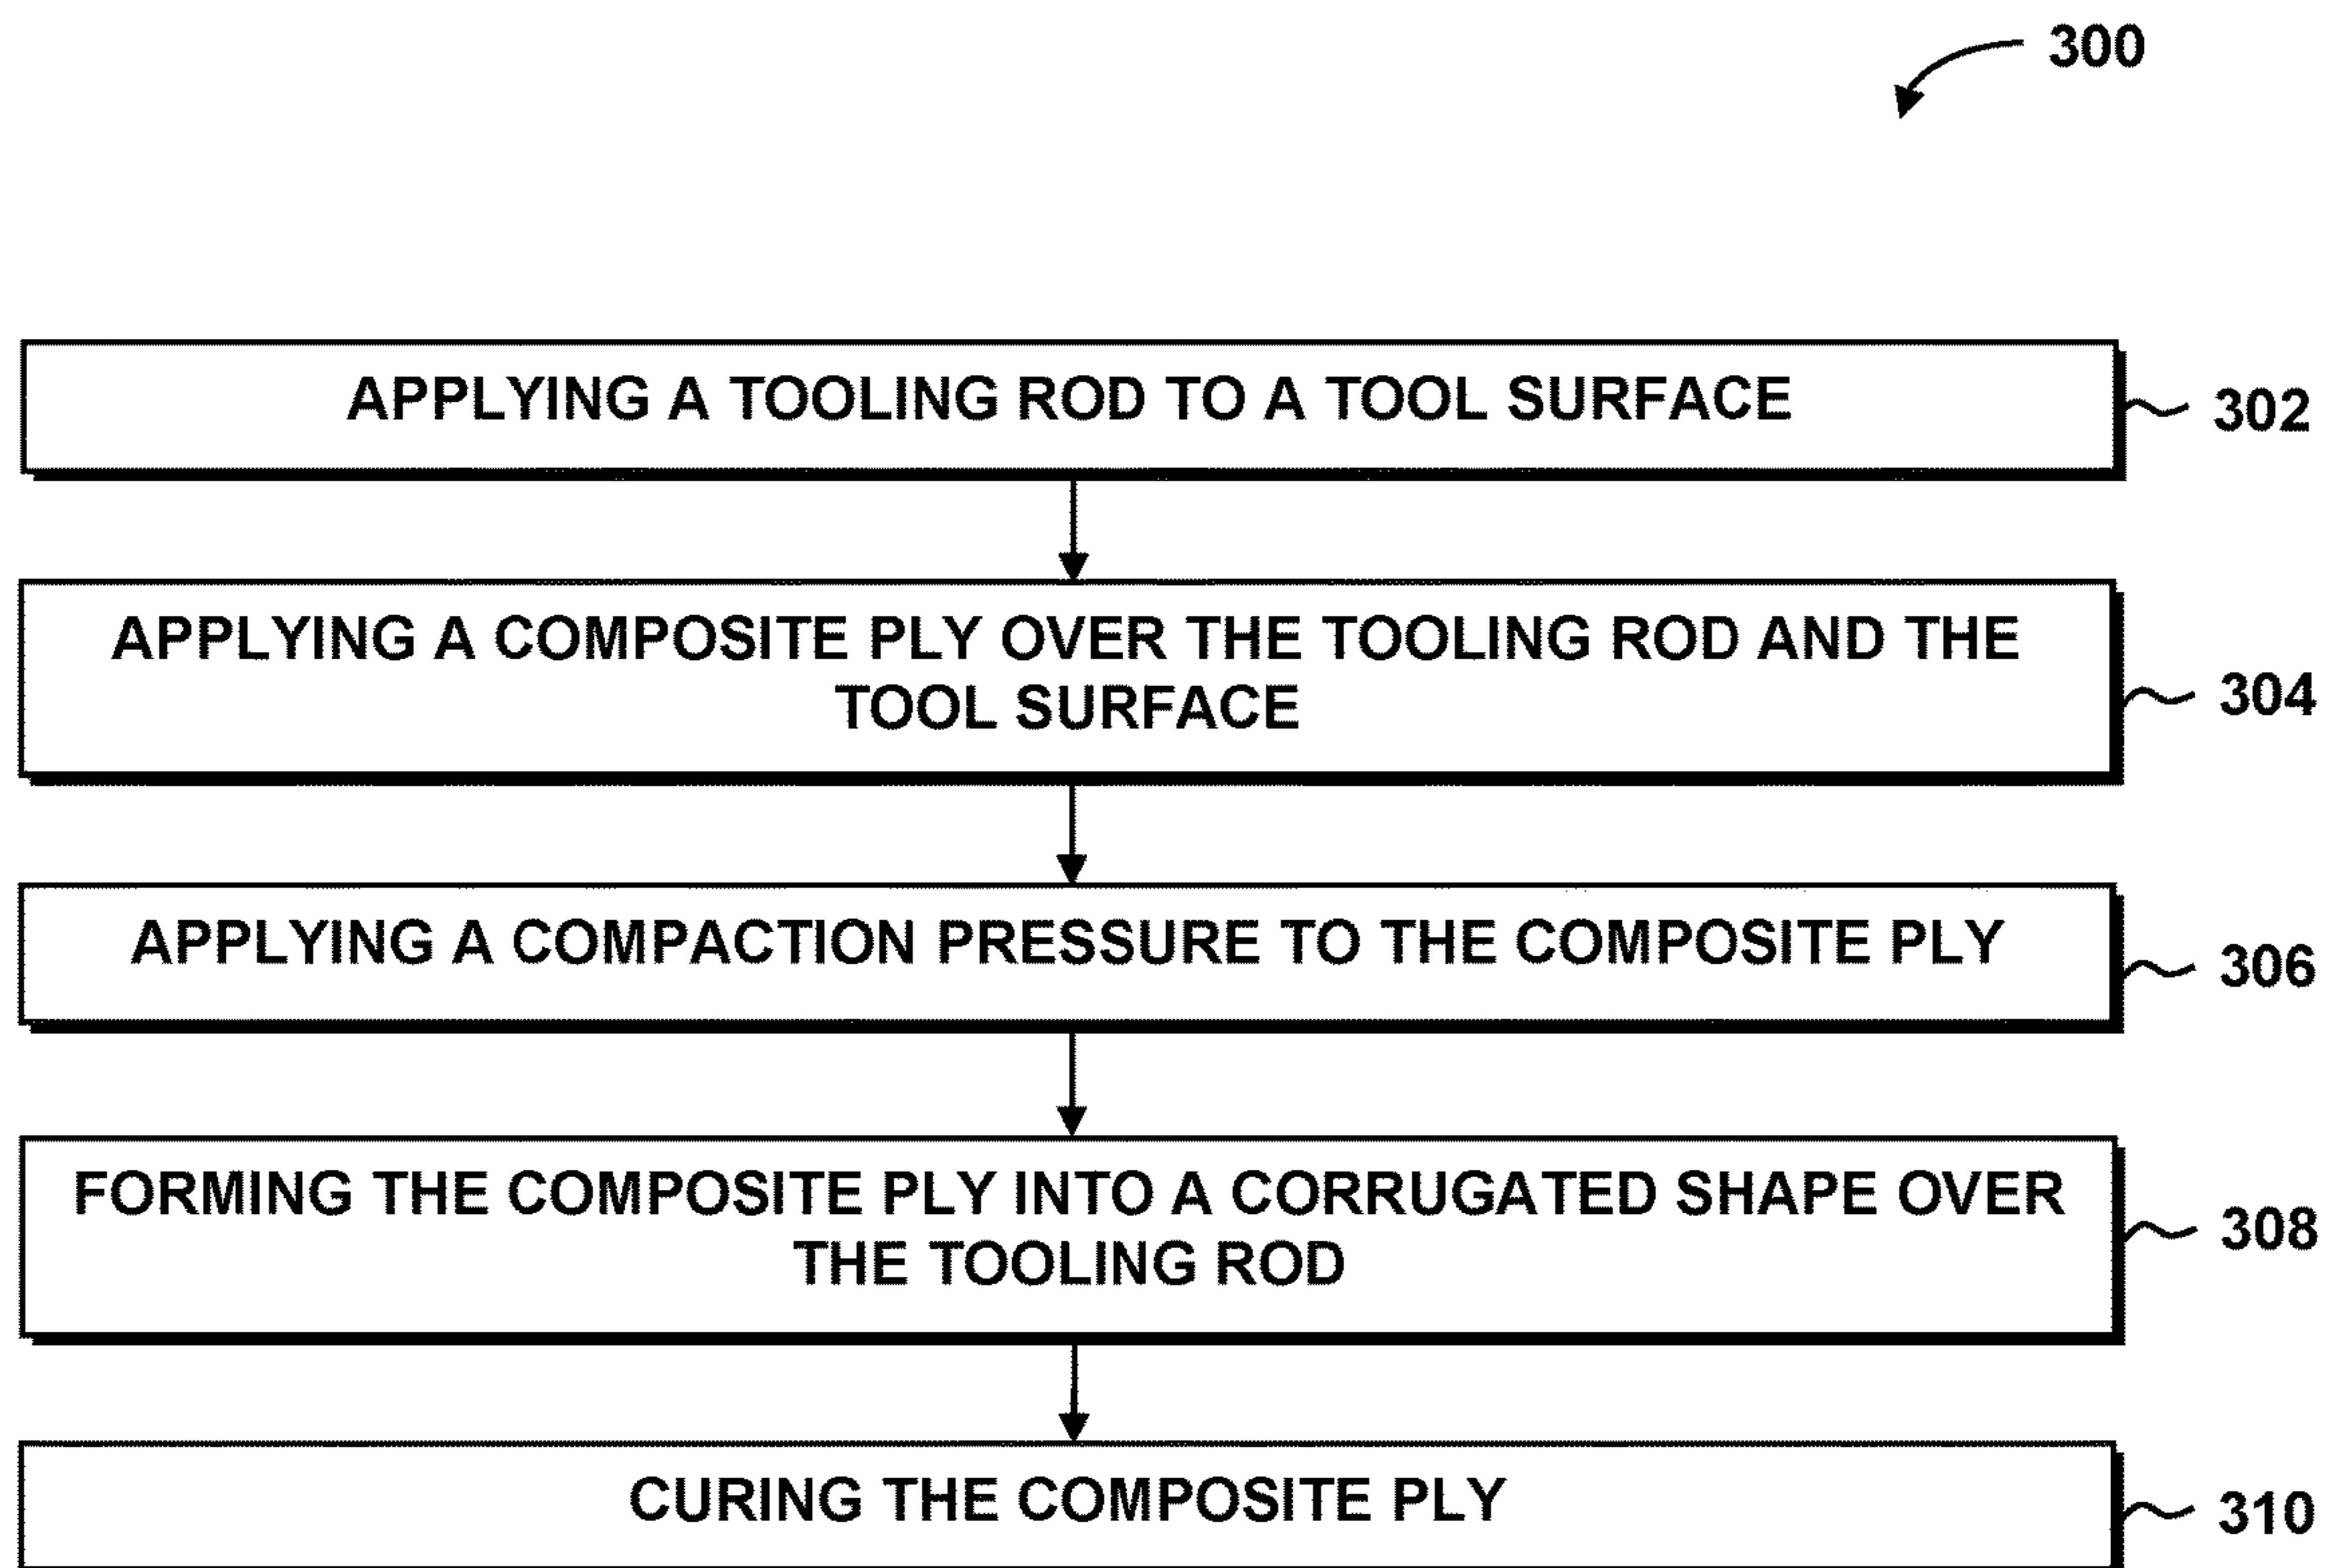 300
APPLYING A TOOLING ROD TO A TOOL SURFACE
302
APPLYING A COMPOSITE PLY OVER THE TOOLING ROD AND THE
TOOL SURFACE
304
APPLYING A COMPACTION PRESSURE TO THE COMPOSITE PLY
306
FORMING THE COMPOSITE PLY INTO A CORRUGATED SHAPE OVER
THE TOOLING ROD
308
CURING THE COMPOSITE PLY
310